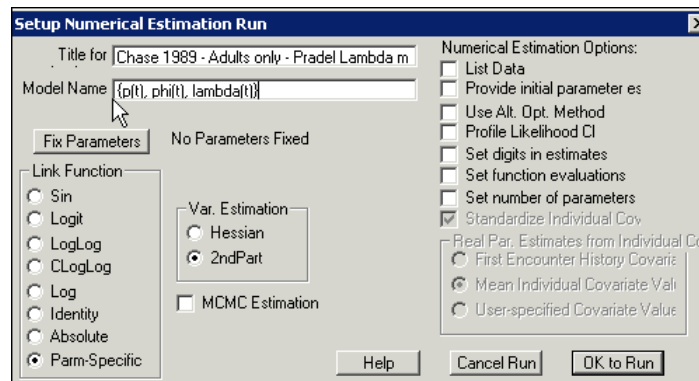 Setup Numerical Estimation Run
Title for Chase 1989 - Adults only - Pradel Lambda m
Model Name {p(t), phi(t), lambda(t)}
Fix Parameters No Parameters Fixed
Link Function
Sin
Logit
LogLog
CLogLog
Log
Identity
Absolute
Parm-Specific
Var. Estimation
Hessian
2ndPart
MCMC Estimation
Numerical Estimation Options:
List Data
Provide initial parameter es
Use Alt. Opt. Method
Profile Likelihood CI
Set digits in estimates
Set function evaluations
Set number of parameters
Standardize Individual Cov
Real Par. Estimates from Individual Co
First Encounter History Covaria
Mean Individual Covariate Valu
User-specified Covariate Value
Help Cancel Run OK to Run